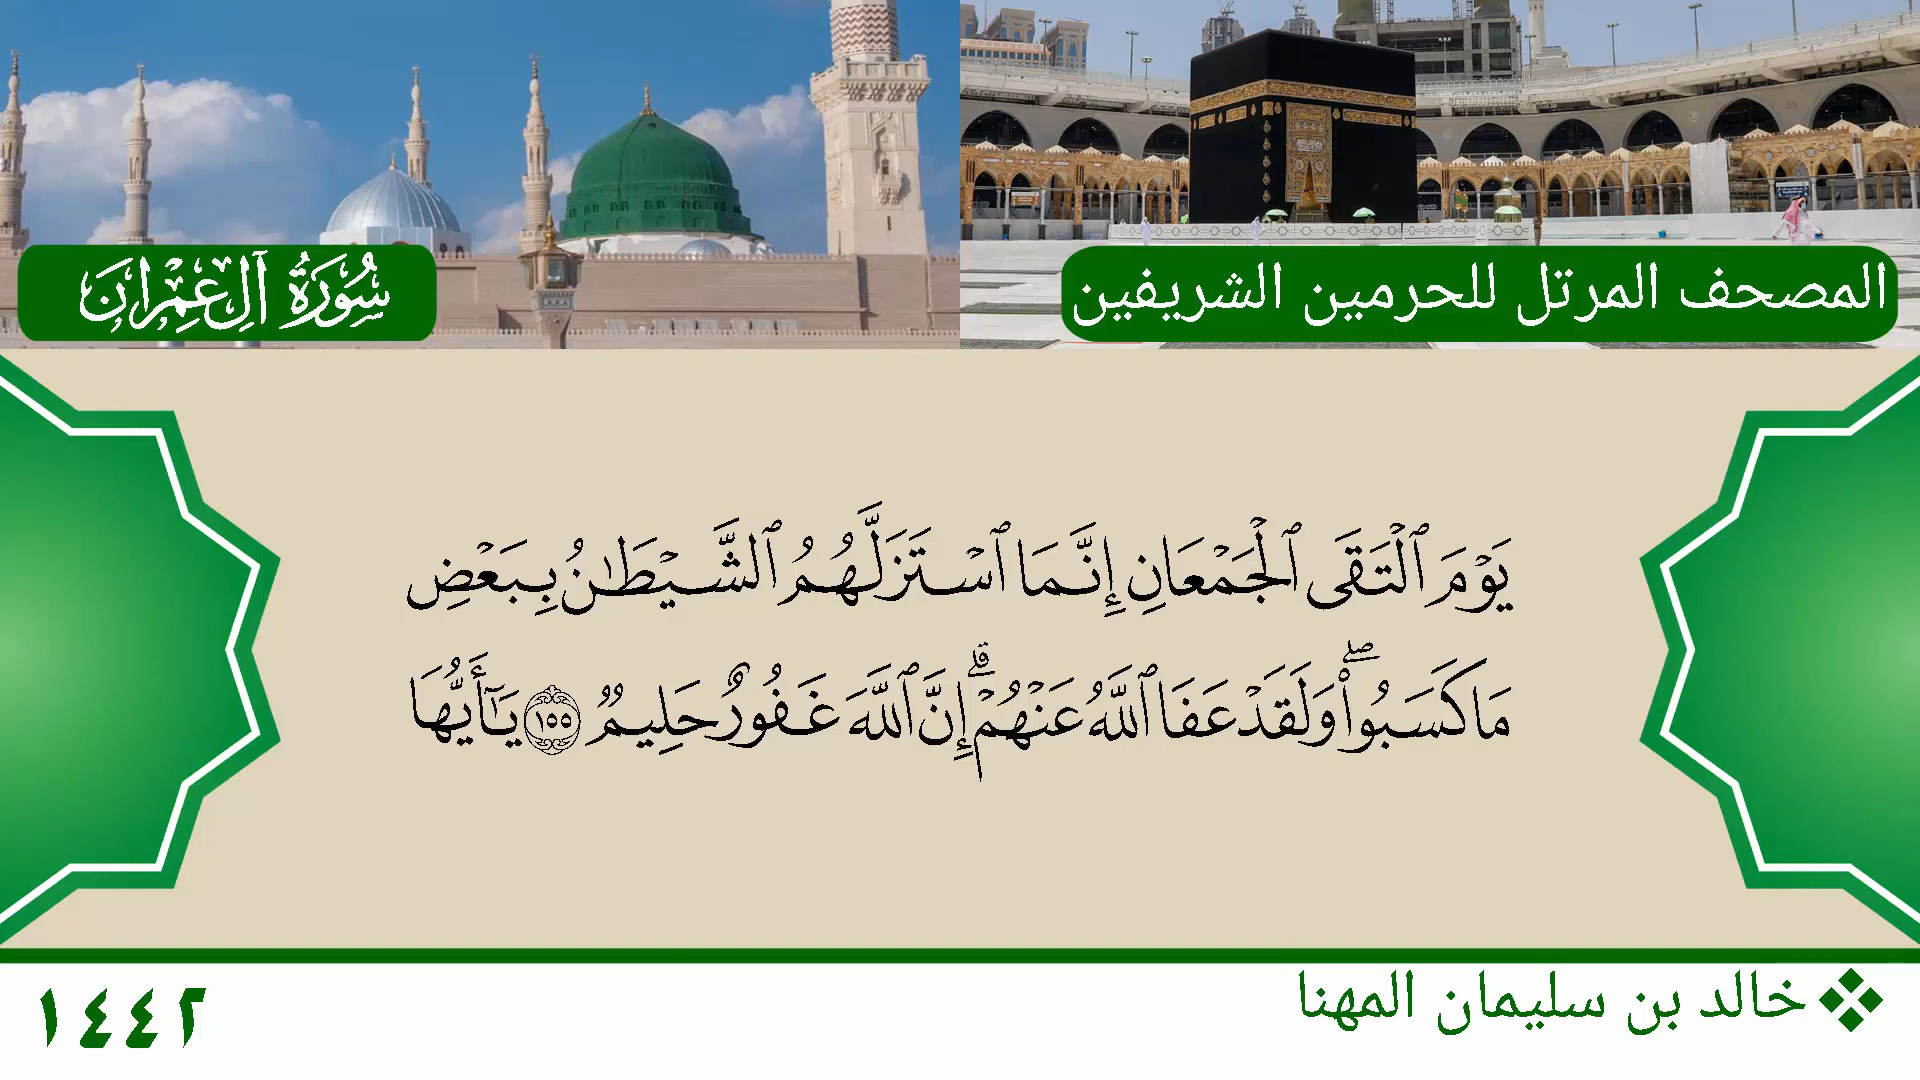 المصحف المرتل للحرمين الشريفين
سُورَةُ آلِ عِمْرَانَ
يَوْمَ ٱلْتَقَى ٱلْجَمْعَانِ إِنَّمَا ٱسْتَزَلَّهُمُ ٱلشَّيْطَٰنُ بِبَعْضِ
مَا كَسَبُوا۟ ۖ وَلَقَدْ عَفَا ٱللَّهُ عَنْهُمْ ۗ إِنَّ ٱللَّهَ غَفُورٌ حَلِيمٌ ١٥٥ يَٰٓأَيُّهَا
خالد بن سليمان المهنا
١٤٤٢